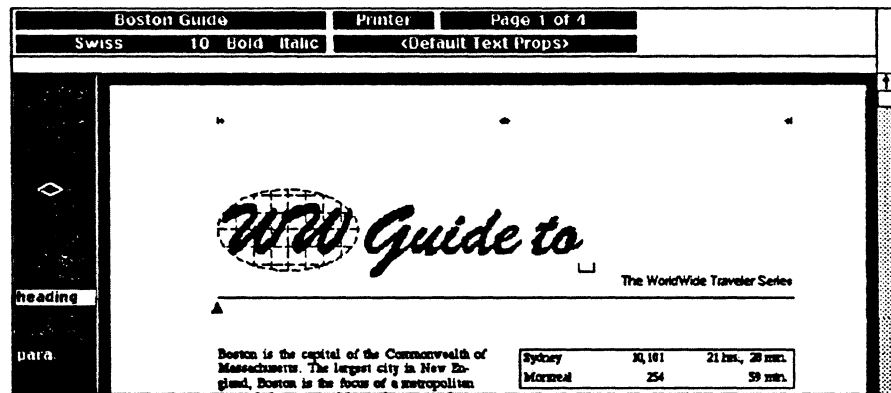 Boston Guide Printer Page 1 of 4
Swiss 10 Bold Italic <Default Text Props>
WW Guide to
The WorldWide Traveler Series
heading
para
Boston is the capital of the Commonwealth of
Massachusetts. The largest city in New En-
gland, Boston is the focus of a metropolitan
Sydney 10,101 21 hrs., 28 min.
Montreal 254 59 min.